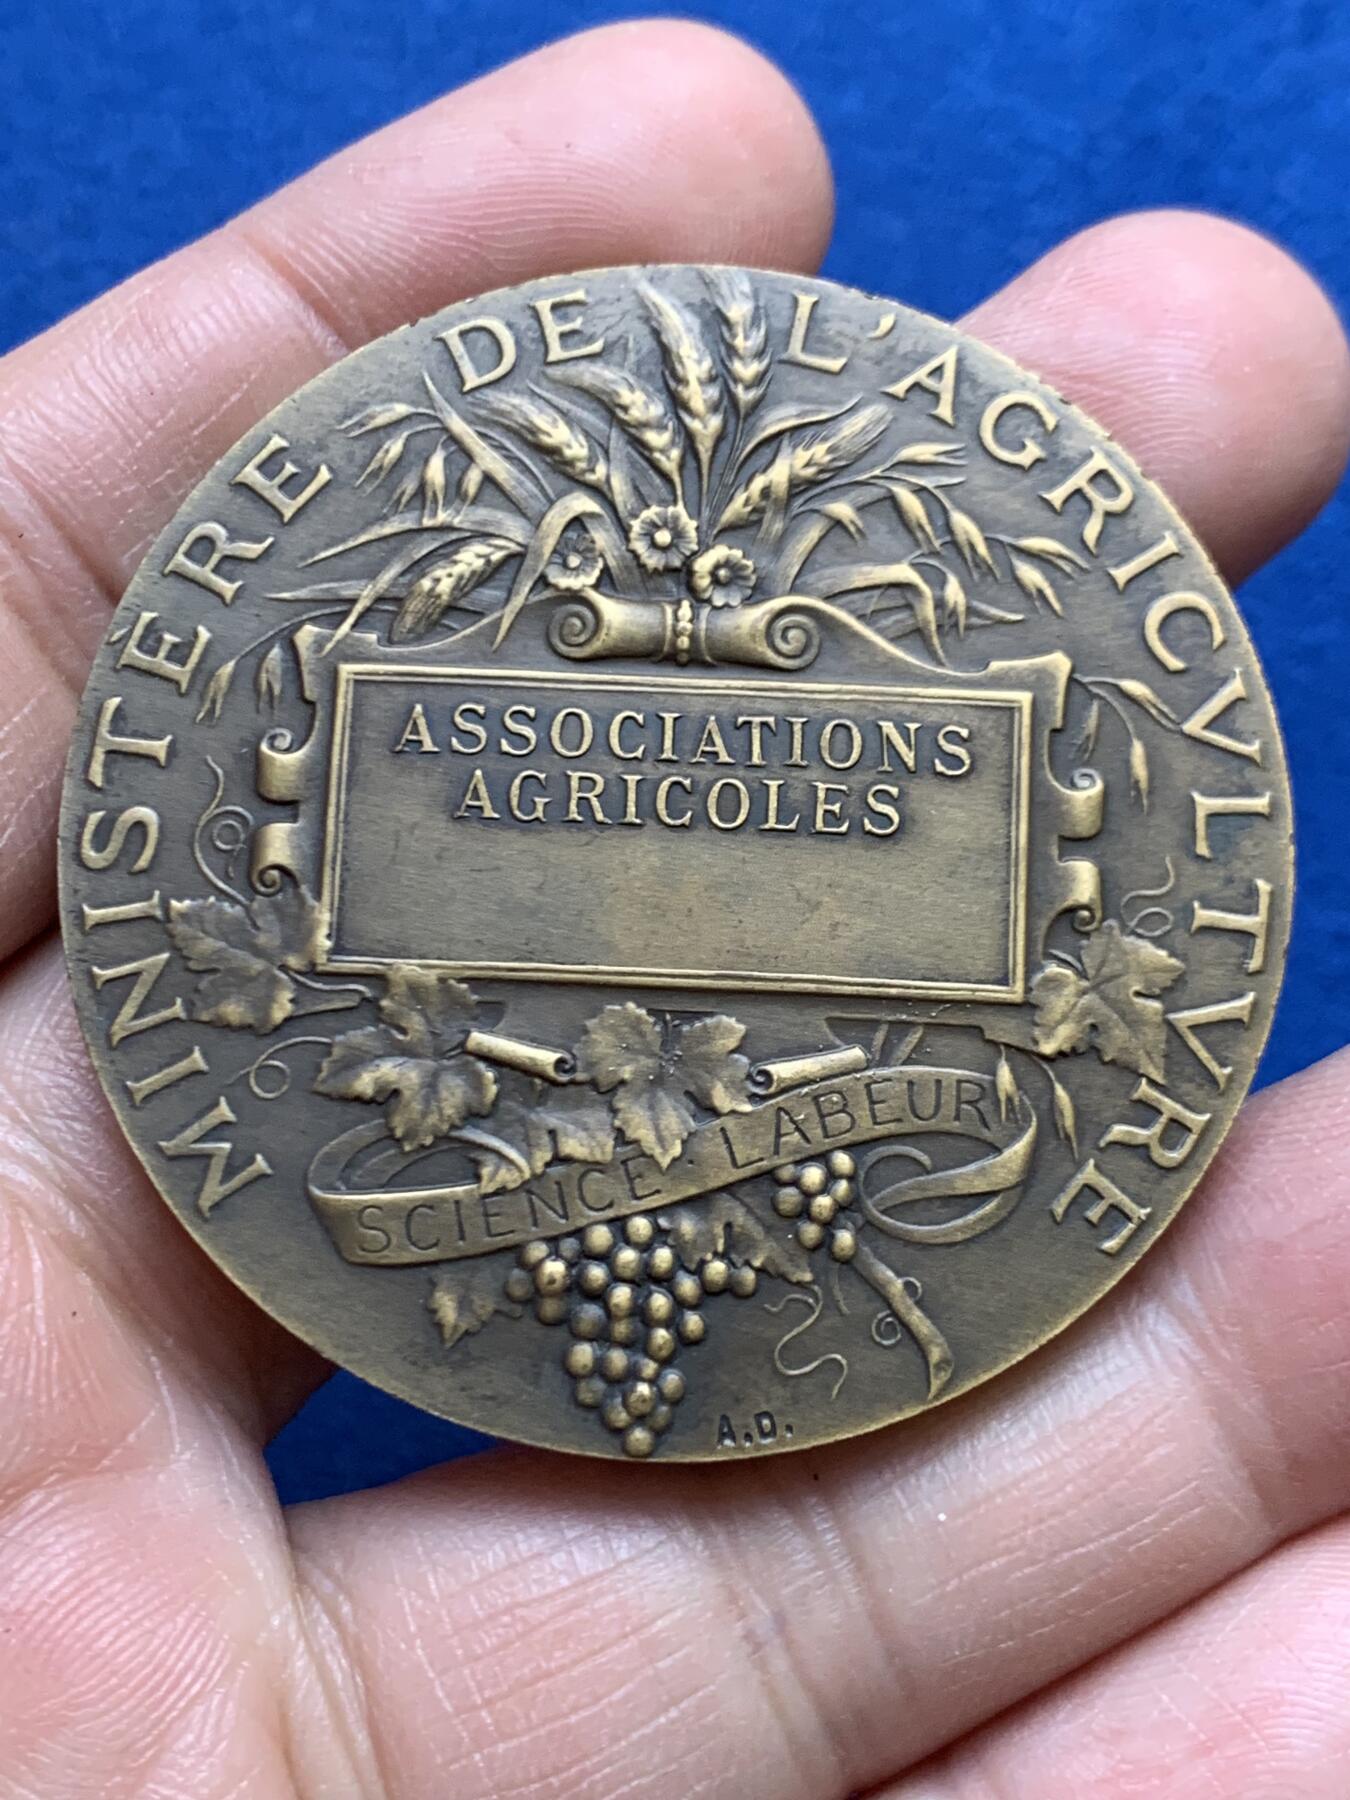 MINISTÈRE DE L'AGRICVLTVRE
ASSOCIATIONS
AGRICOLES
SCIENCE · LABEUR
A.D.